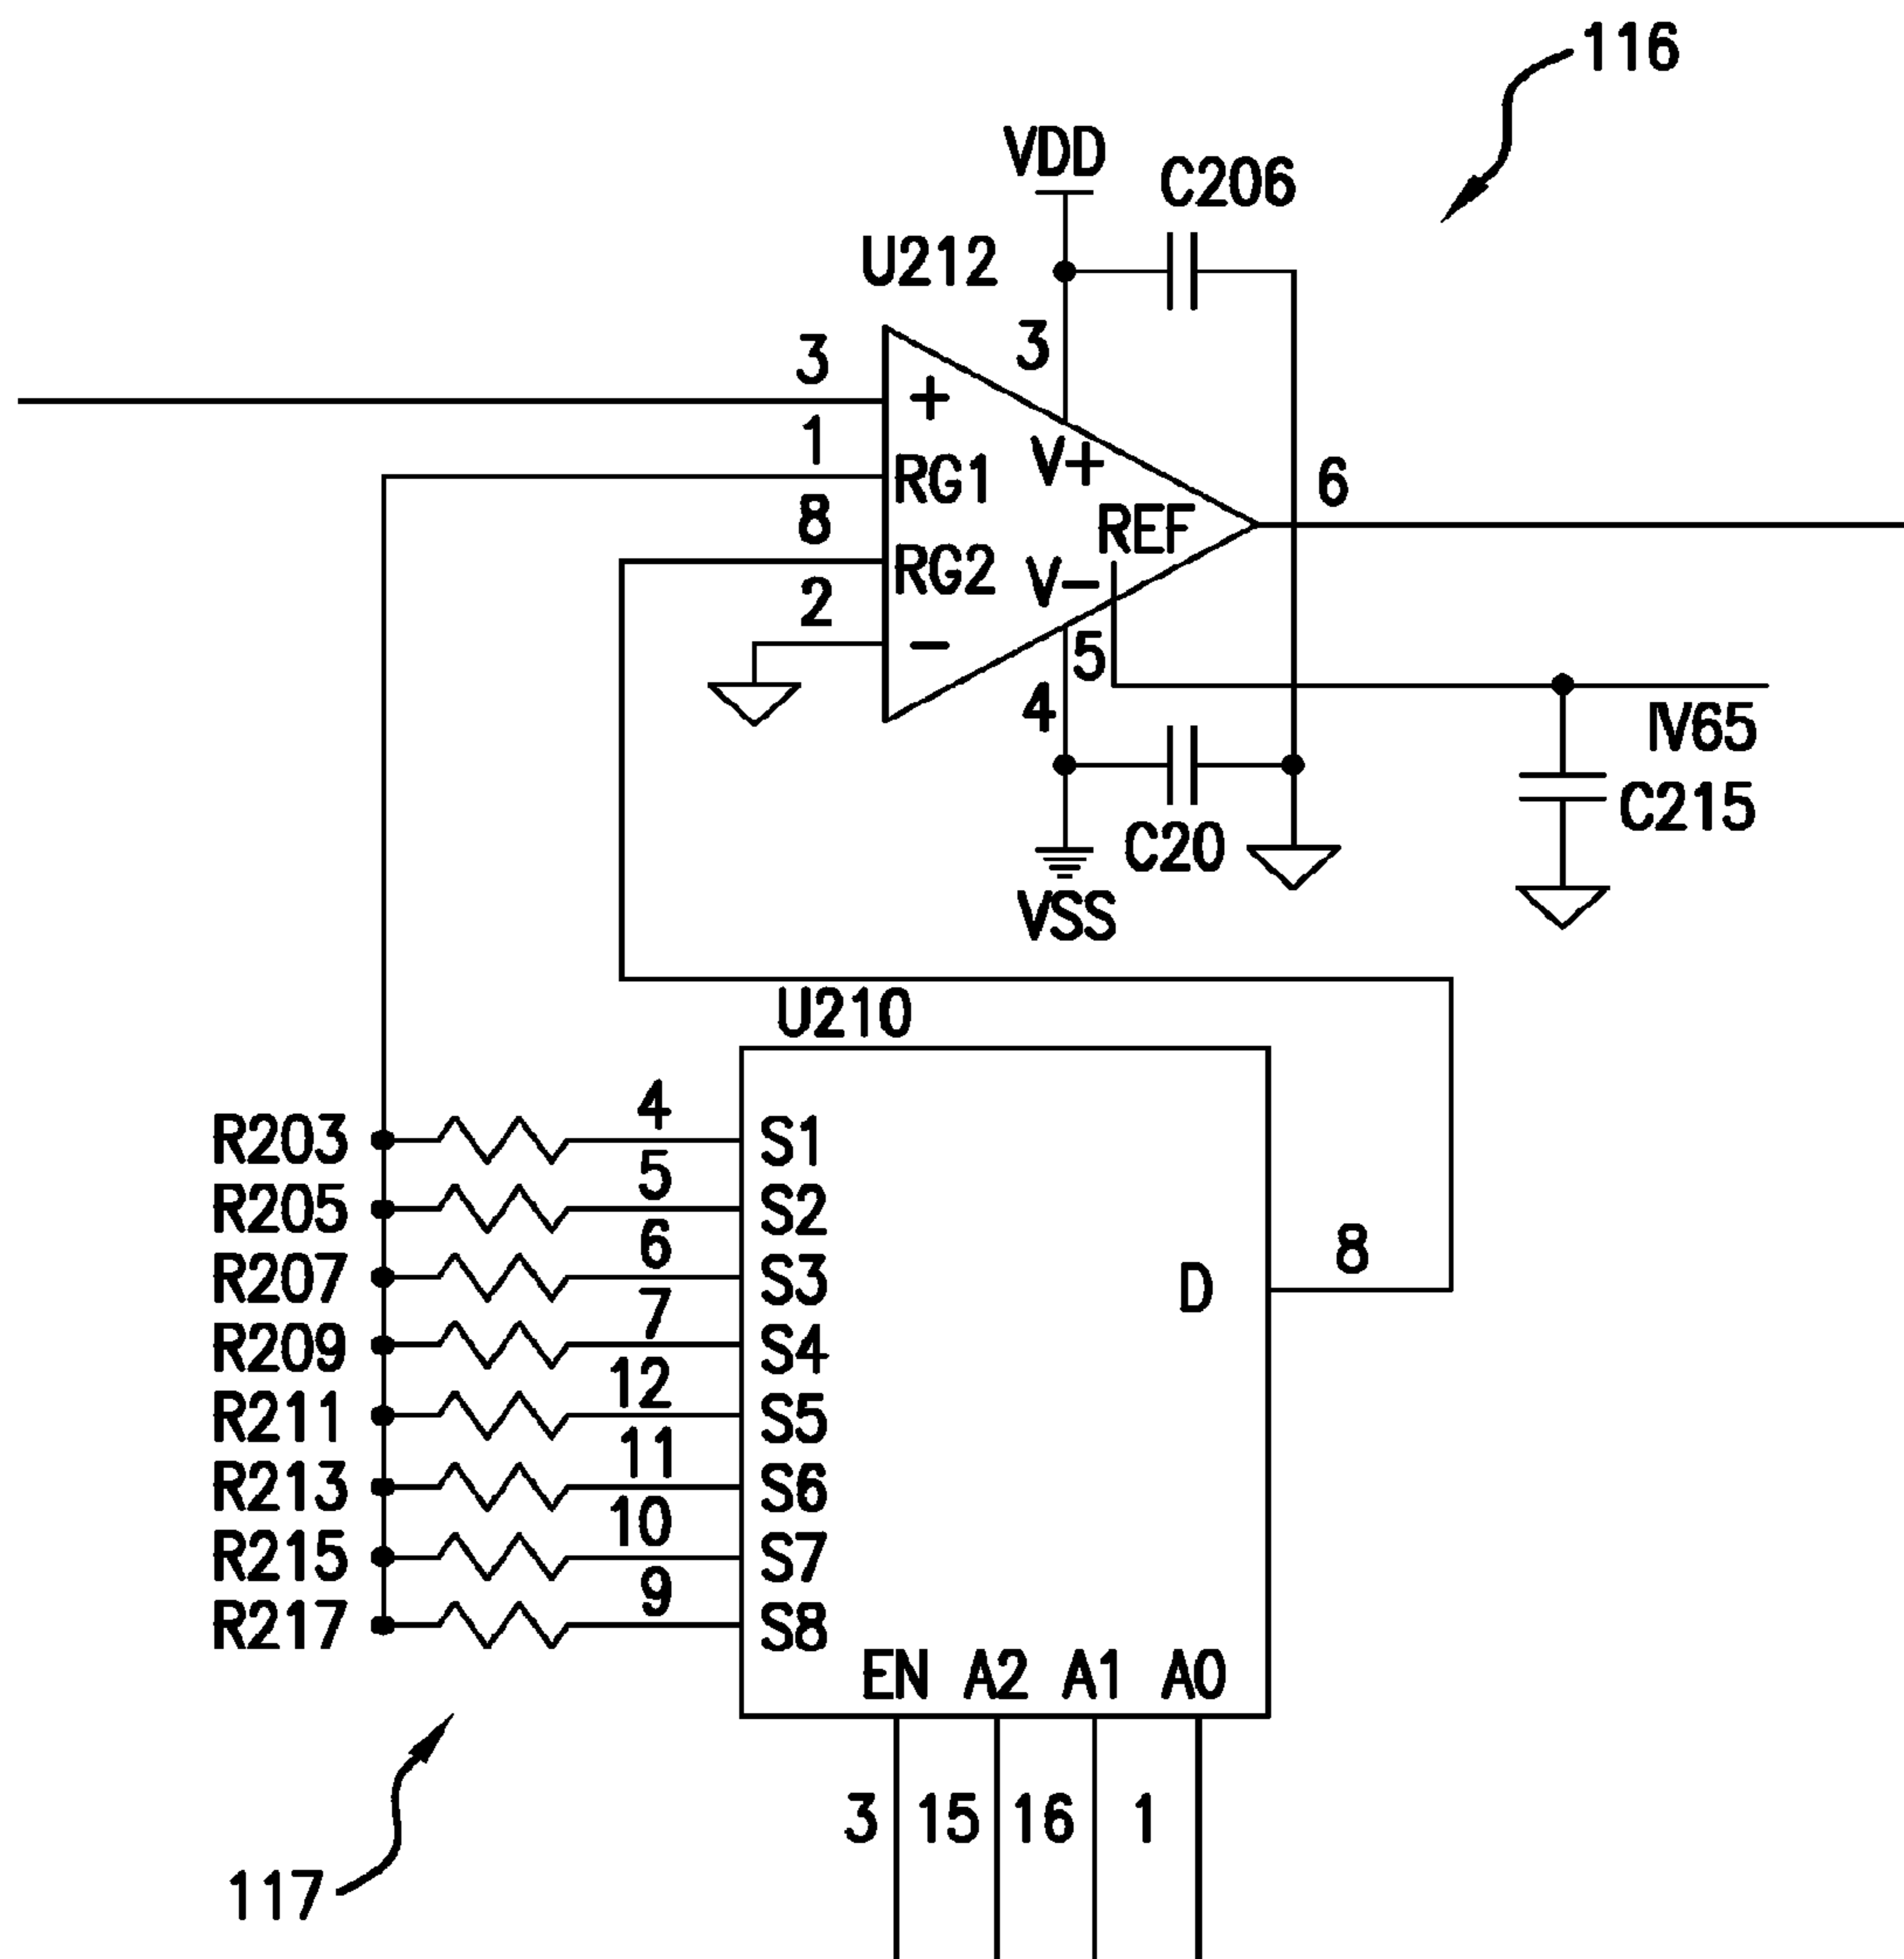 116
VDD
C206
U212
3
3
+
1
V+
RG1
6
8
REF
RG2
V-
2
-
5
4
IV65
C215
C20
VSS
U210
R203 4 S1
R205 5 S2
R207 6 S3
8
D
R209 7 S4
R211 12 S5
R213 11 S6
R215 10 S7
R217 9 S8
EN A2 A1 A0
3 15 16 1
117